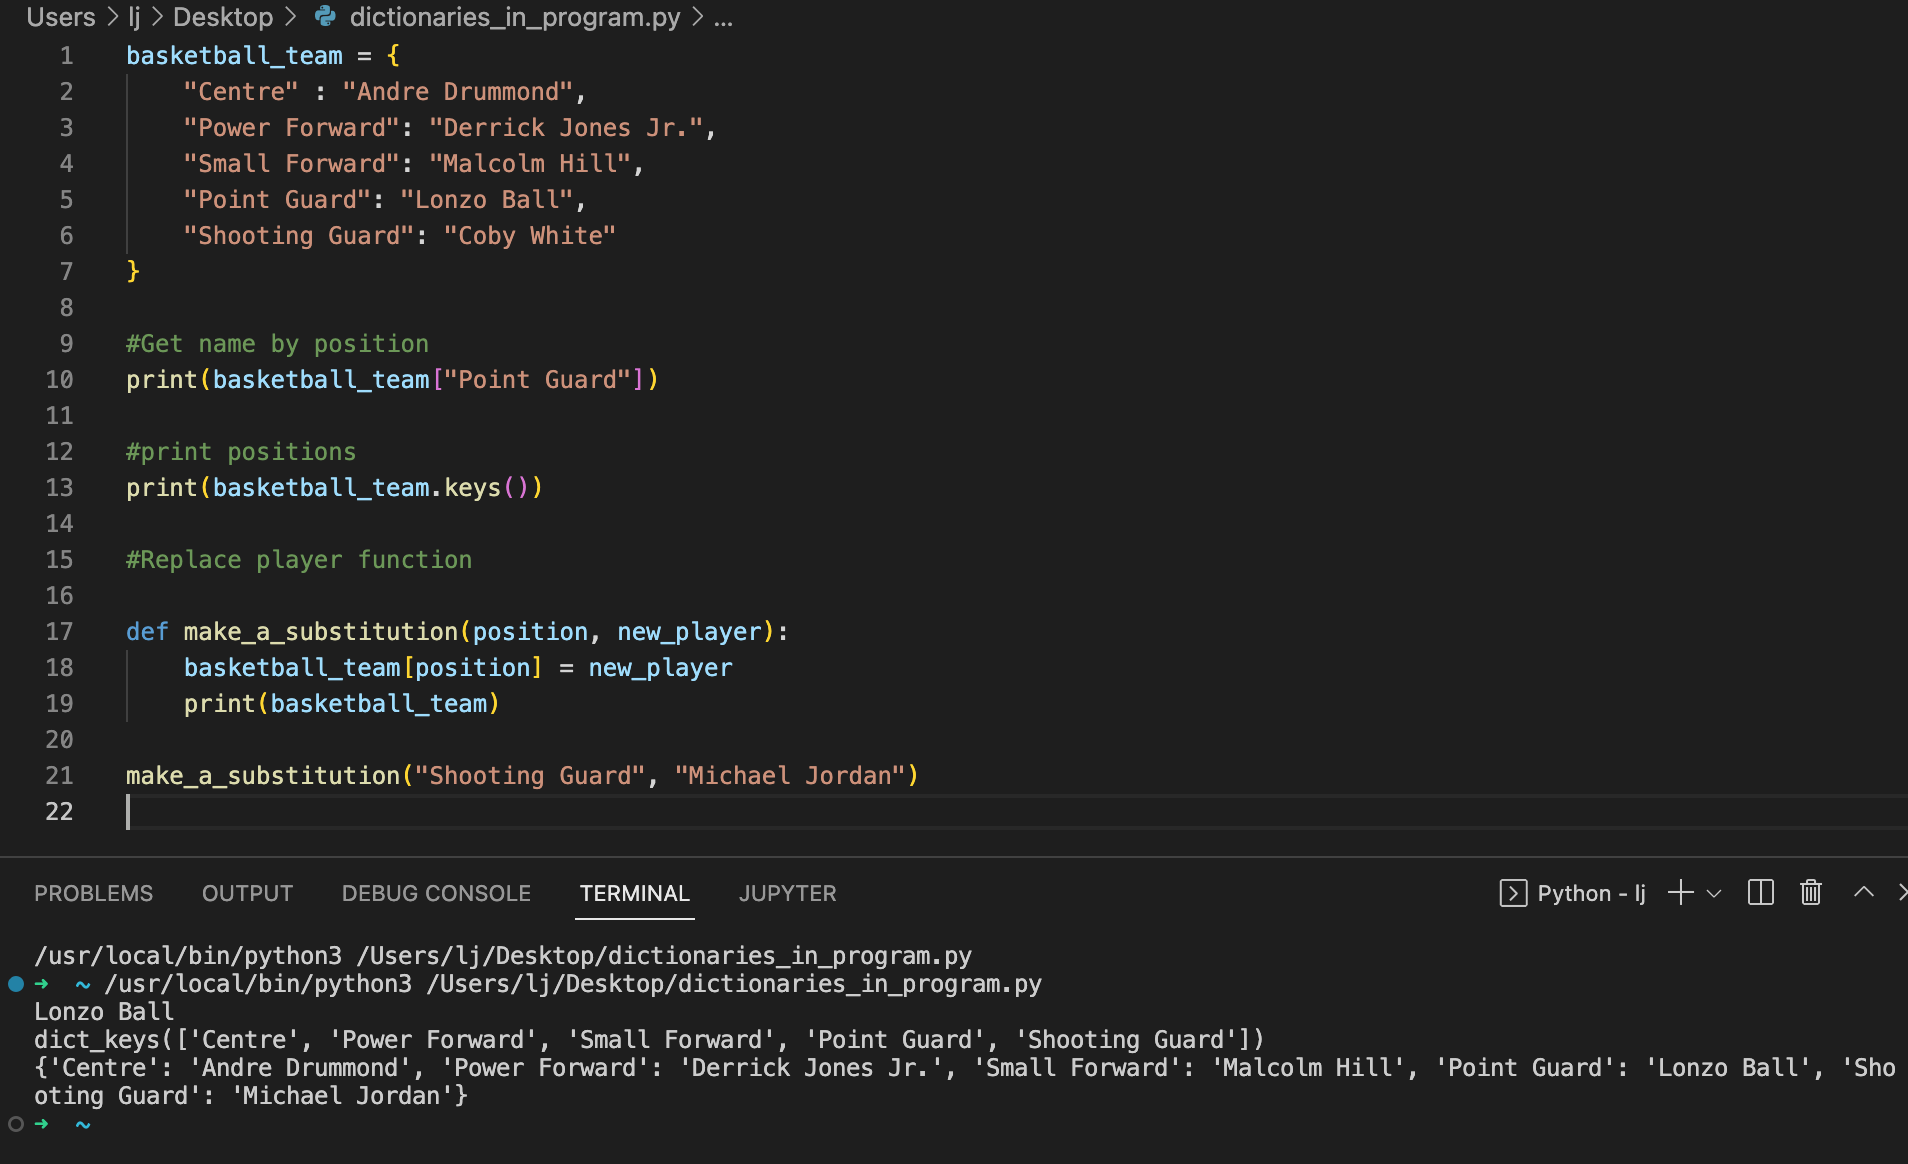 Users > lj > Desktop > dictionaries_in_program.py > ...
1 basketball_team = {
2     "Centre" : "Andre Drummond",
3     "Power Forward": "Derrick Jones Jr.",
4     "Small Forward": "Malcolm Hill",
5     "Point Guard": "Lonzo Ball",
6     "Shooting Guard": "Coby White"
7 }
8
9 #Get name by position
10 print(basketball_team["Point Guard"])
11
12 #print positions
13 print(basketball_team.keys())
14
15 #Replace player function
16
17 def make_a_substitution(position, new_player):
18     basketball_team[position] = new_player
19     print(basketball_team)
20
21 make_a_substitution("Shooting Guard", "Michael Jordan")
22
PROBLEMS OUTPUT DEBUG CONSOLE TERMINAL JUPYTER Python - lj
/usr/local/bin/python3 /Users/lj/Desktop/dictionaries_in_program.py
➜ ~ /usr/local/bin/python3 /Users/lj/Desktop/dictionaries_in_program.py
Lonzo Ball
dict_keys(['Centre', 'Power Forward', 'Small Forward', 'Point Guard', 'Shooting Guard'])
{'Centre': 'Andre Drummond', 'Power Forward': 'Derrick Jones Jr.', 'Small Forward': 'Malcolm Hill', 'Point Guard': 'Lonzo Ball', 'Sho
oting Guard': 'Michael Jordan'}
➜ ~